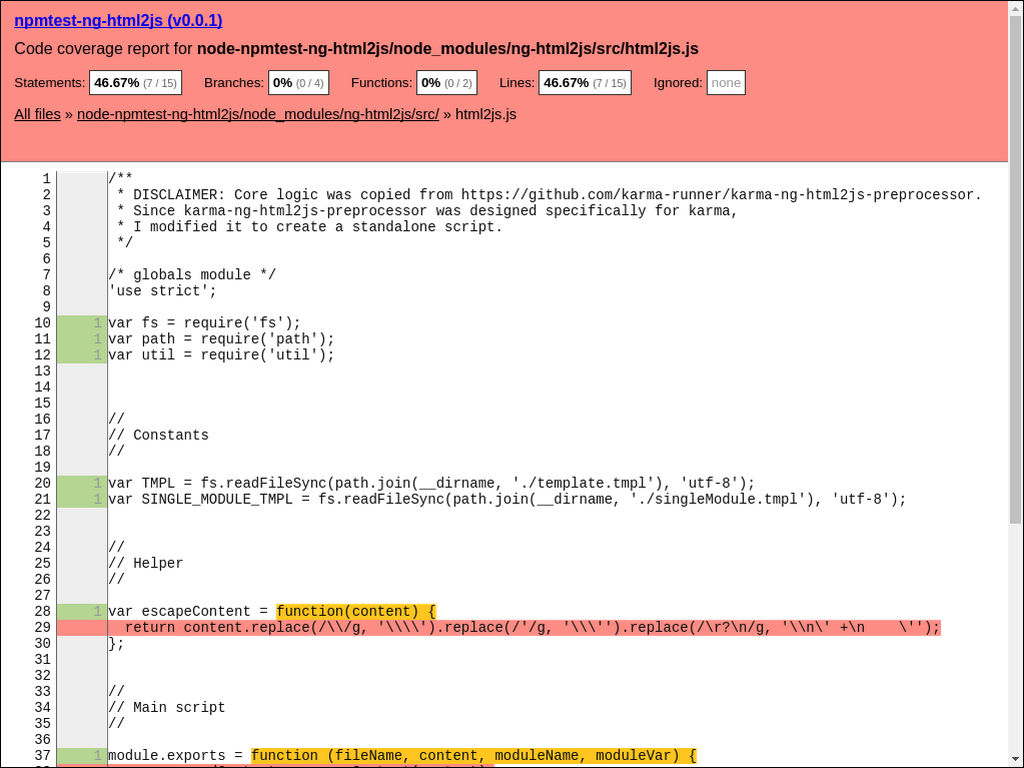 npmtest-ng-html2js (v0.0.1)
Code coverage report for node-npmtest-ng-html2js/node_modules/ng-html2js/src/html2js.js
Statements: 46.67% (7 / 15) Branches: 0% (0 / 4) Functions: 0% (0 / 2) Lines: 46.67% (7 / 15) Ignored: none
All files » node-npmtest-ng-html2js/node_modules/ng-html2js/src/ » html2js.js
1 /**
2  * DISCLAIMER: Core logic was copied from https://github.com/karma-runner/karma-ng-html2js-preprocessor.
3  * Since karma-ng-html2js-preprocessor was designed specifically for karma,
4  * I modified it to create a standalone script.
5  */
6
7 /* globals module */
8 'use strict';
9
10 1 var fs = require('fs');
11 1 var path = require('path');
12 1 var util = require('util');
13
14
15
16 //
17 // Constants
18 //
19
20 1 var TMPL = fs.readFileSync(path.join(__dirname, './template.tmpl'), 'utf-8');
21 1 var SINGLE_MODULE_TMPL = fs.readFileSync(path.join(__dirname, './singleModule.tmpl'), 'utf-8');
22
23
24 //
25 // Helper
26 //
27
28 1 var escapeContent = function(content) {
29   return content.replace(/\\/g, '\\\\').replace(/'/g, '\\\'').replace(/\r?\n/g, '\\n\' +\n    \'');
30 };
31
32
33 //
34 // Main script
35 //
36
37 1 module.exports = function (fileName, content, moduleName, moduleVar) {